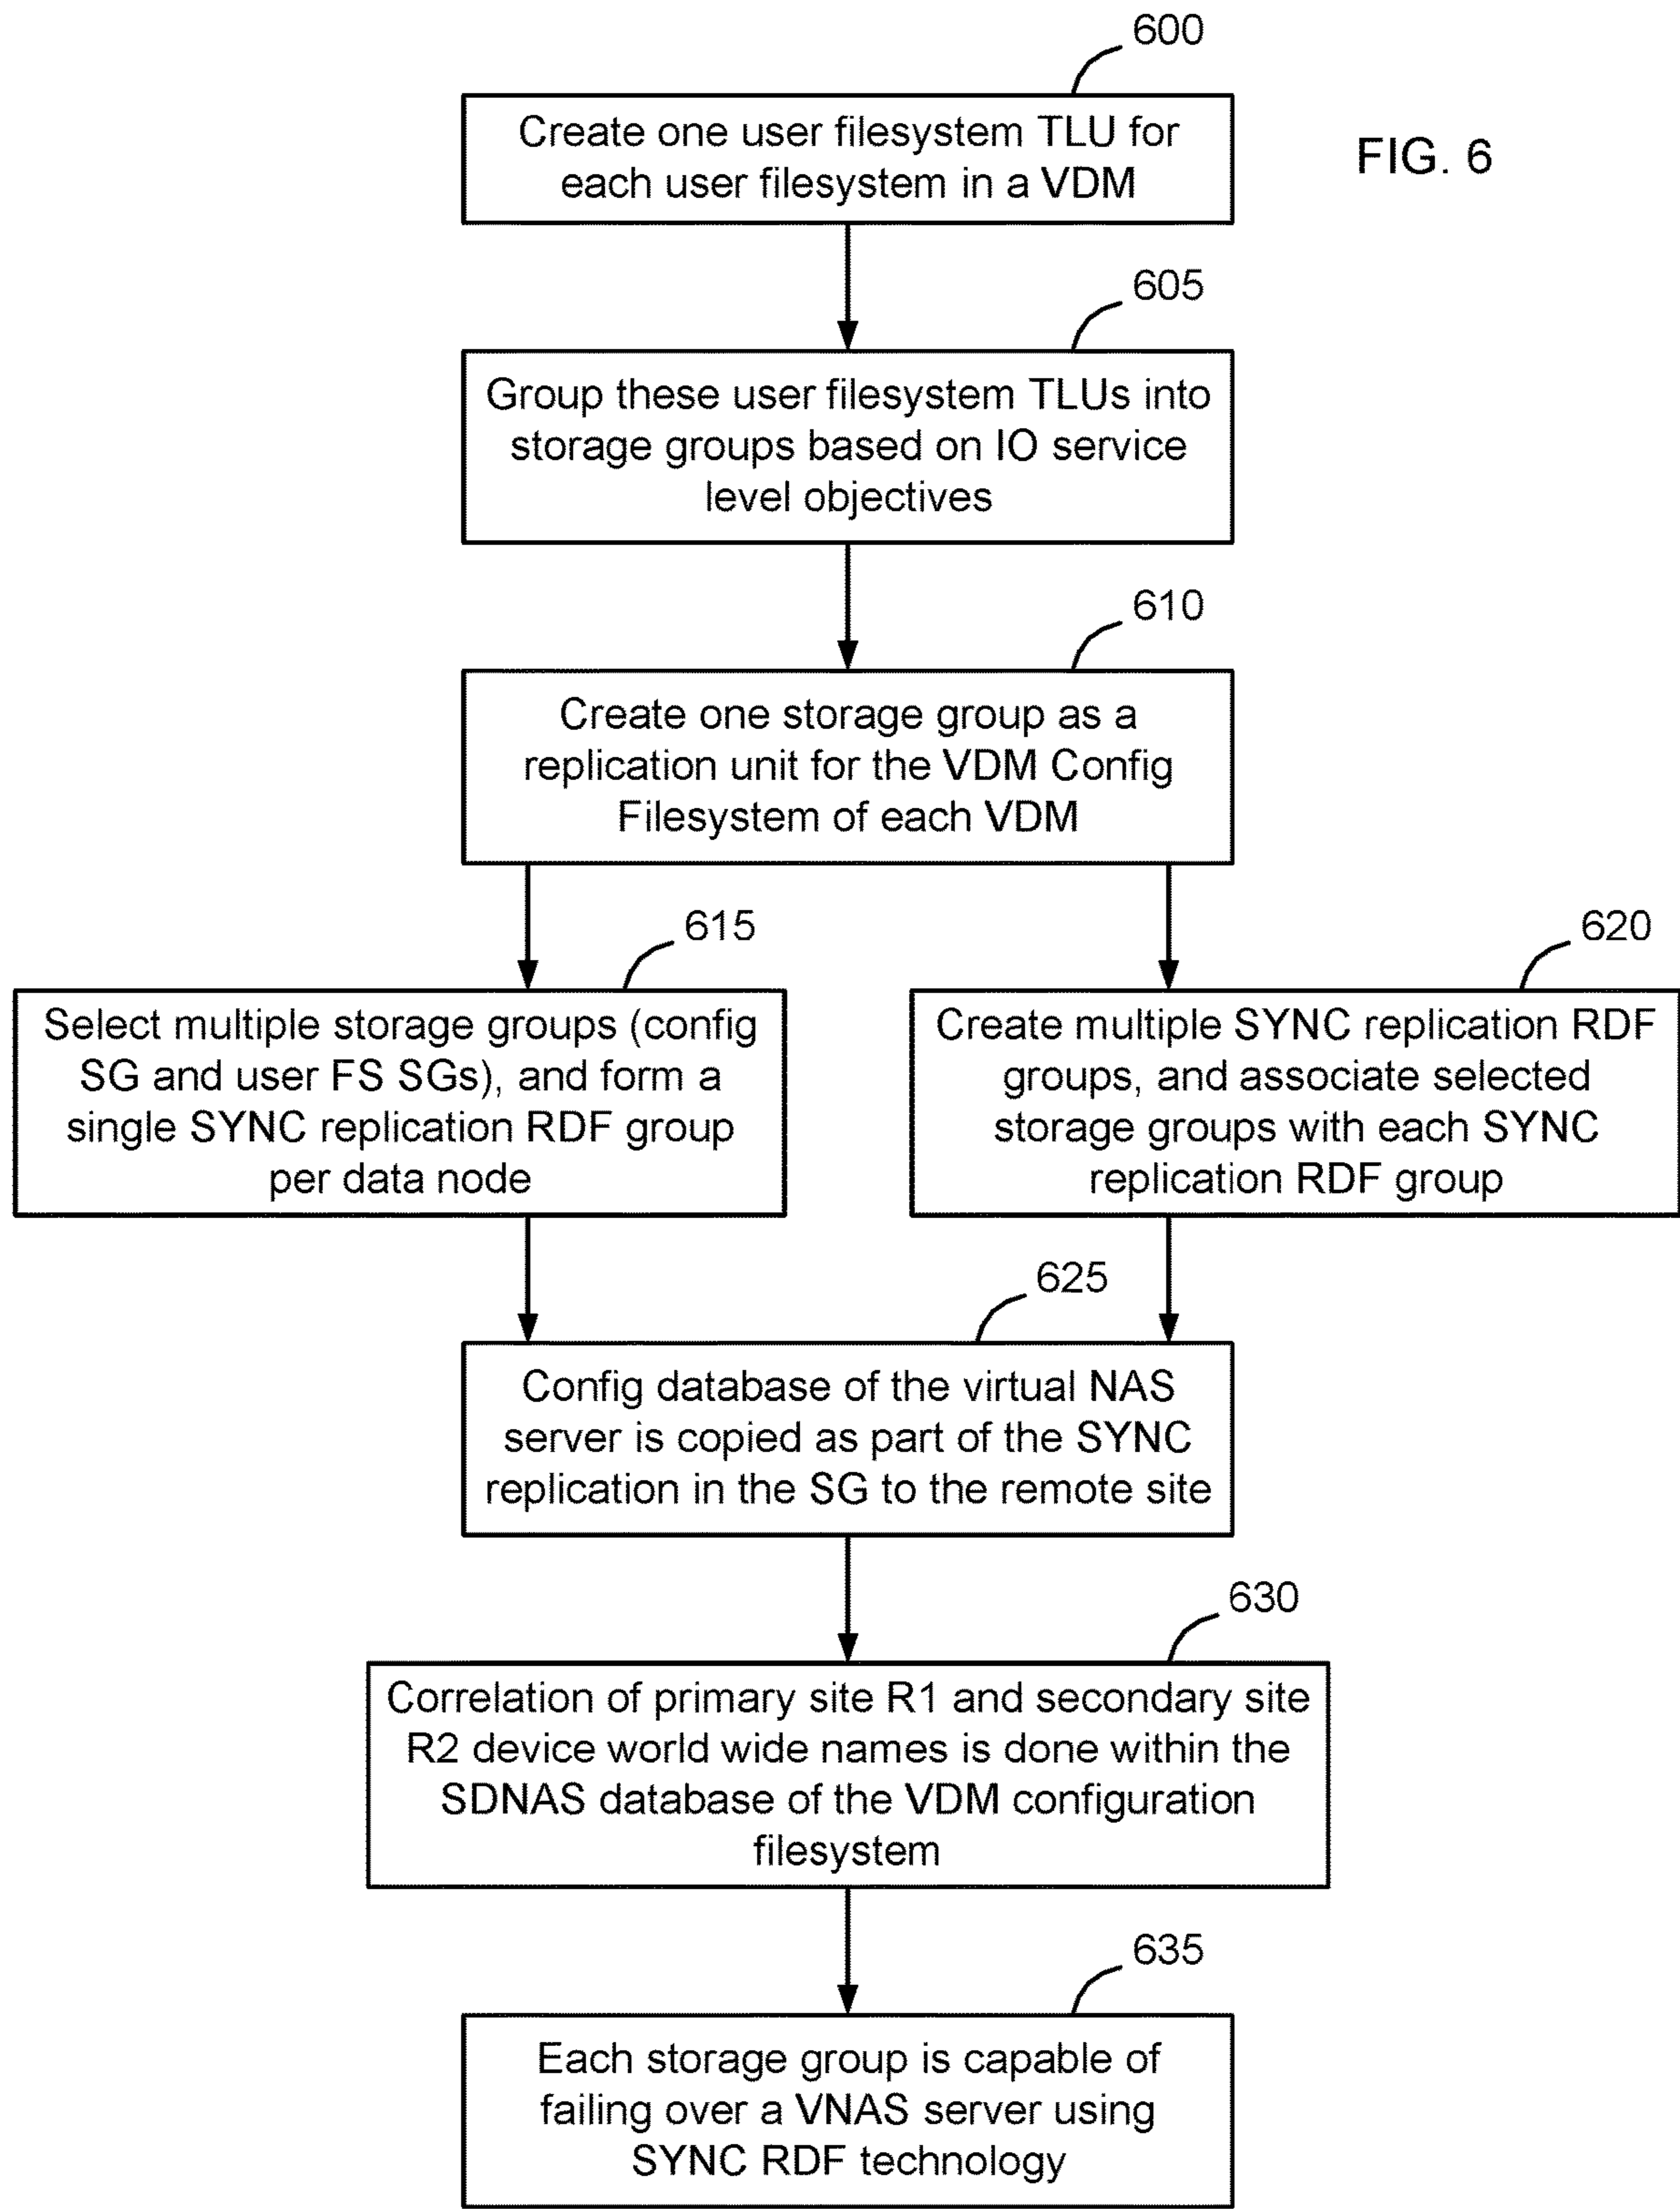 600
Create one user filesystem TLU for
each user filesystem in a VDM
FIG. 6
605
Group these user filesystem TLUs into
storage groups based on IO service
level objectives
610
Create one storage group as a
replication unit for the VDM Config
Filesystem of each VDM
615
Select multiple storage groups (config
SG and user FS SGs), and form a
single SYNC replication RDF group
per data node
620
Create multiple SYNC replication RDF
groups, and associate selected
storage groups with each SYNC
replication RDF group
625
Config database of the virtual NAS
server is copied as part of the SYNC
replication in the SG to the remote site
630
Correlation of primary site R1 and secondary site
R2 device world wide names is done within the
SDNAS database of the VDM configuration
filesystem
635
Each storage group is capable of
failing over a VNAS server using
SYNC RDF technology